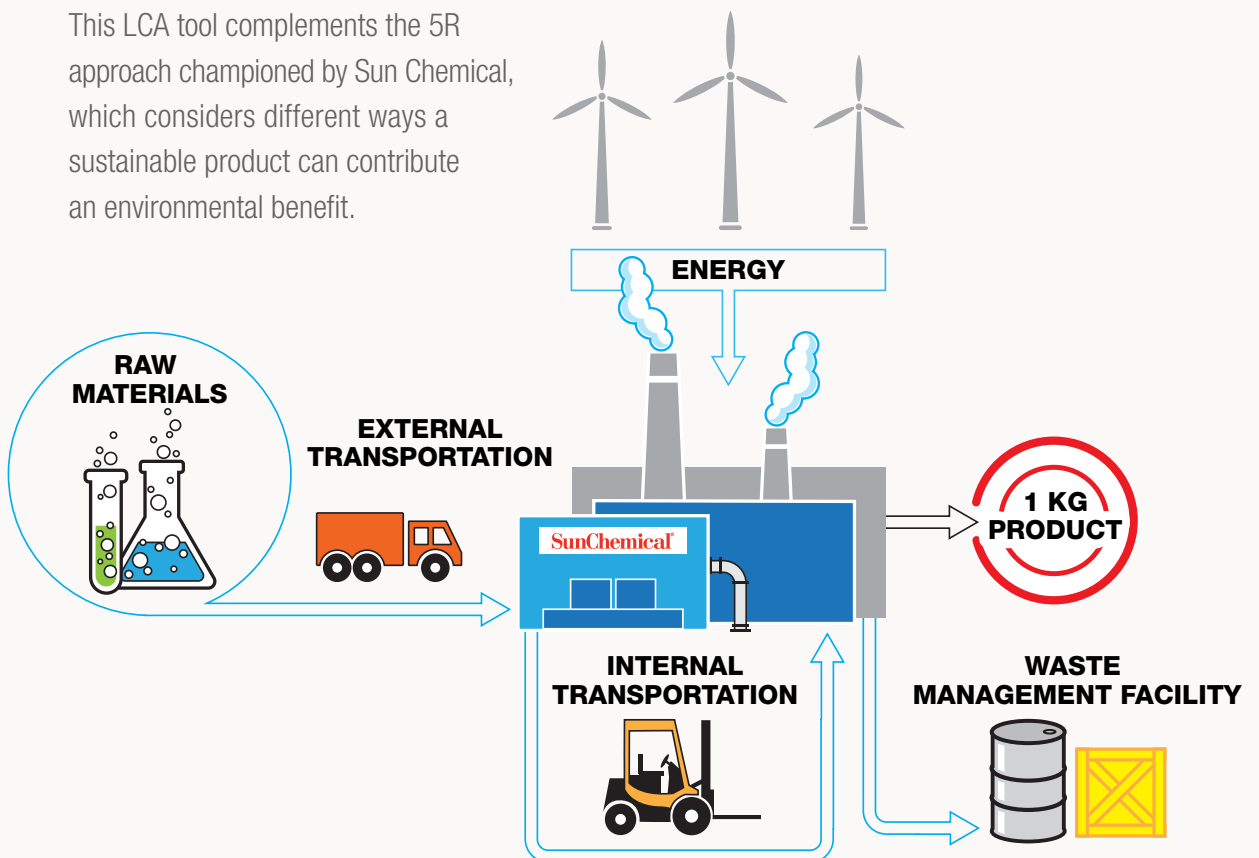 This LCA tool complements the 5R
approach championed by Sun Chemical,
which considers different ways a
sustainable product can contribute
an environmental benefit.
ENERGY
RAW
MATERIALS
EXTERNAL
TRANSPORTATION
SunChemical®
1 KG
PRODUCT
INTERNAL
TRANSPORTATION
WASTE
MANAGEMENT FACILITY